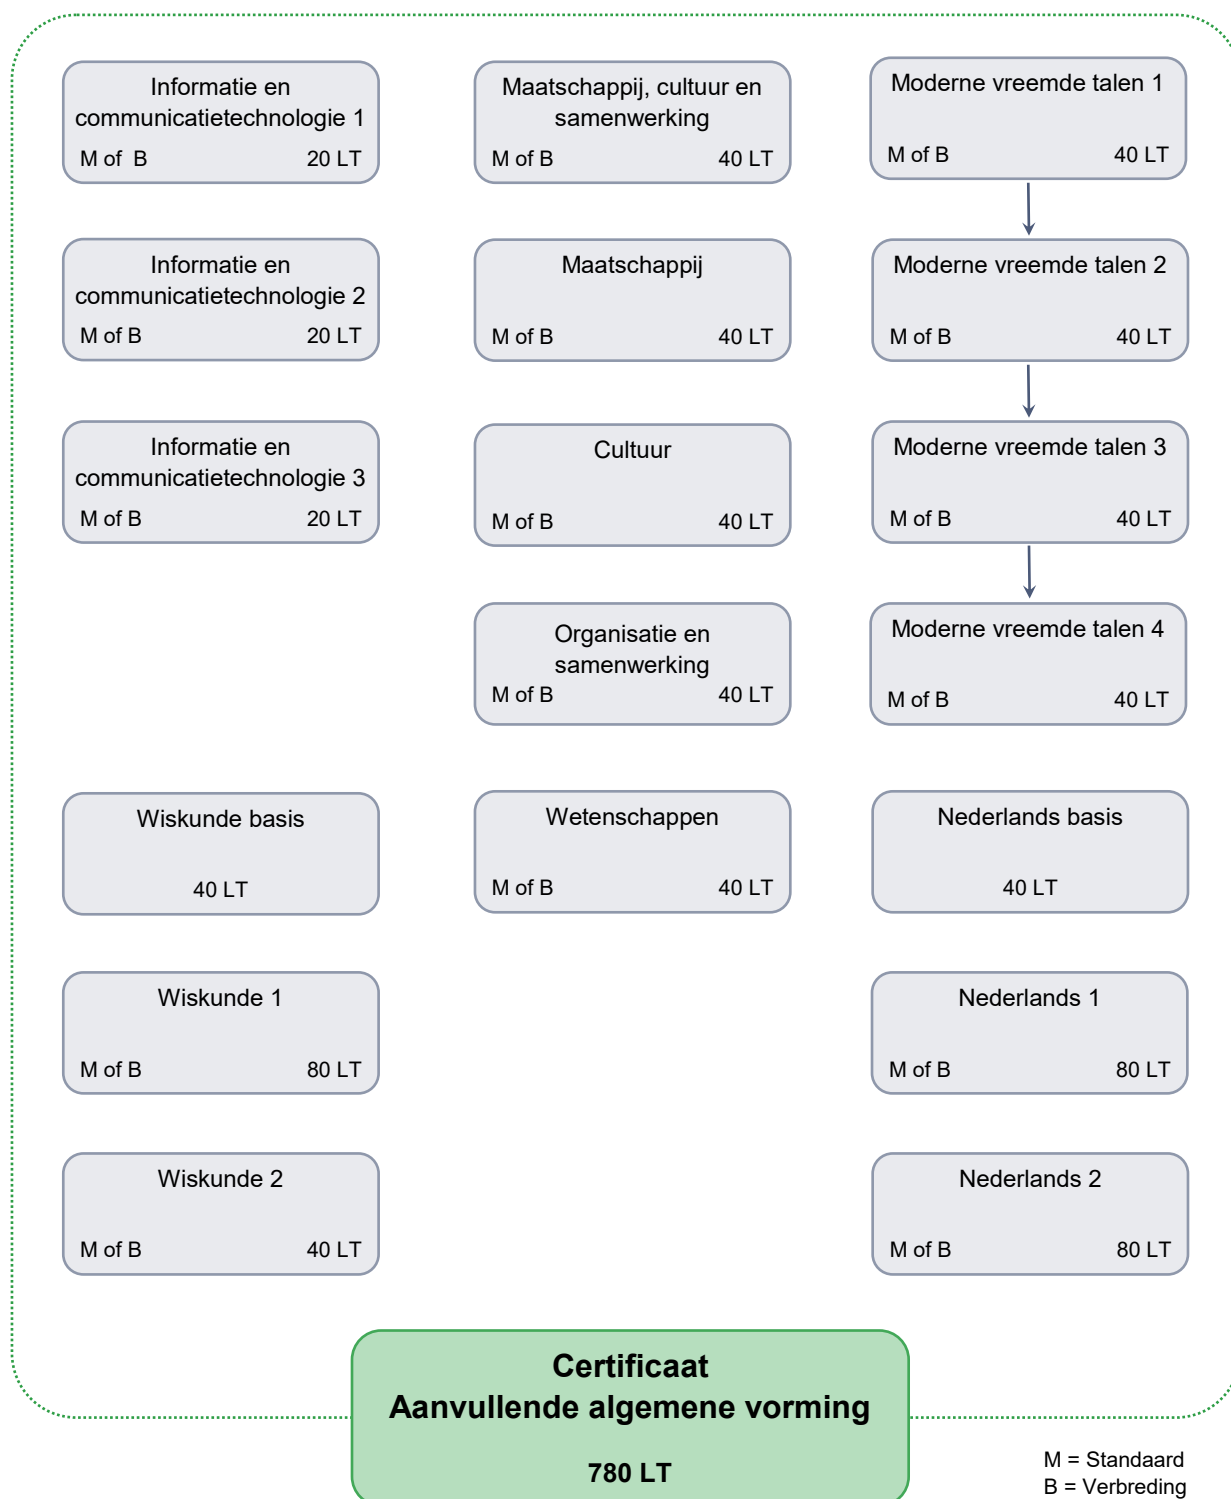 Informatie en
communicatietechnologie 1
M of  B 20 LT
Maatschappij, cultuur en
samenwerking
M of B 40 LT
Moderne vreemde talen 1
M of B 40 LT
Informatie en
communicatietechnologie 2
M of B 20 LT
Maatschappij
M of B 40 LT
Moderne vreemde talen 2
M of B 40 LT
Informatie en
communicatietechnologie 3
M of B 20 LT
Cultuur
M of B 40 LT
Moderne vreemde talen 3
M of B 40 LT
Organisatie en
samenwerking
M of B 40 LT
Moderne vreemde talen 4
M of B 40 LT
Wiskunde basis
40 LT
Wetenschappen
M of B 40 LT
Nederlands basis
40 LT
Wiskunde 1
M of B 80 LT
Nederlands 1
M of B 80 LT
Wiskunde 2
M of B 40 LT
Nederlands 2
M of B 80 LT
Certificaat
Aanvullende algemene vorming
780 LT
M = Standaard
B = Verbreding